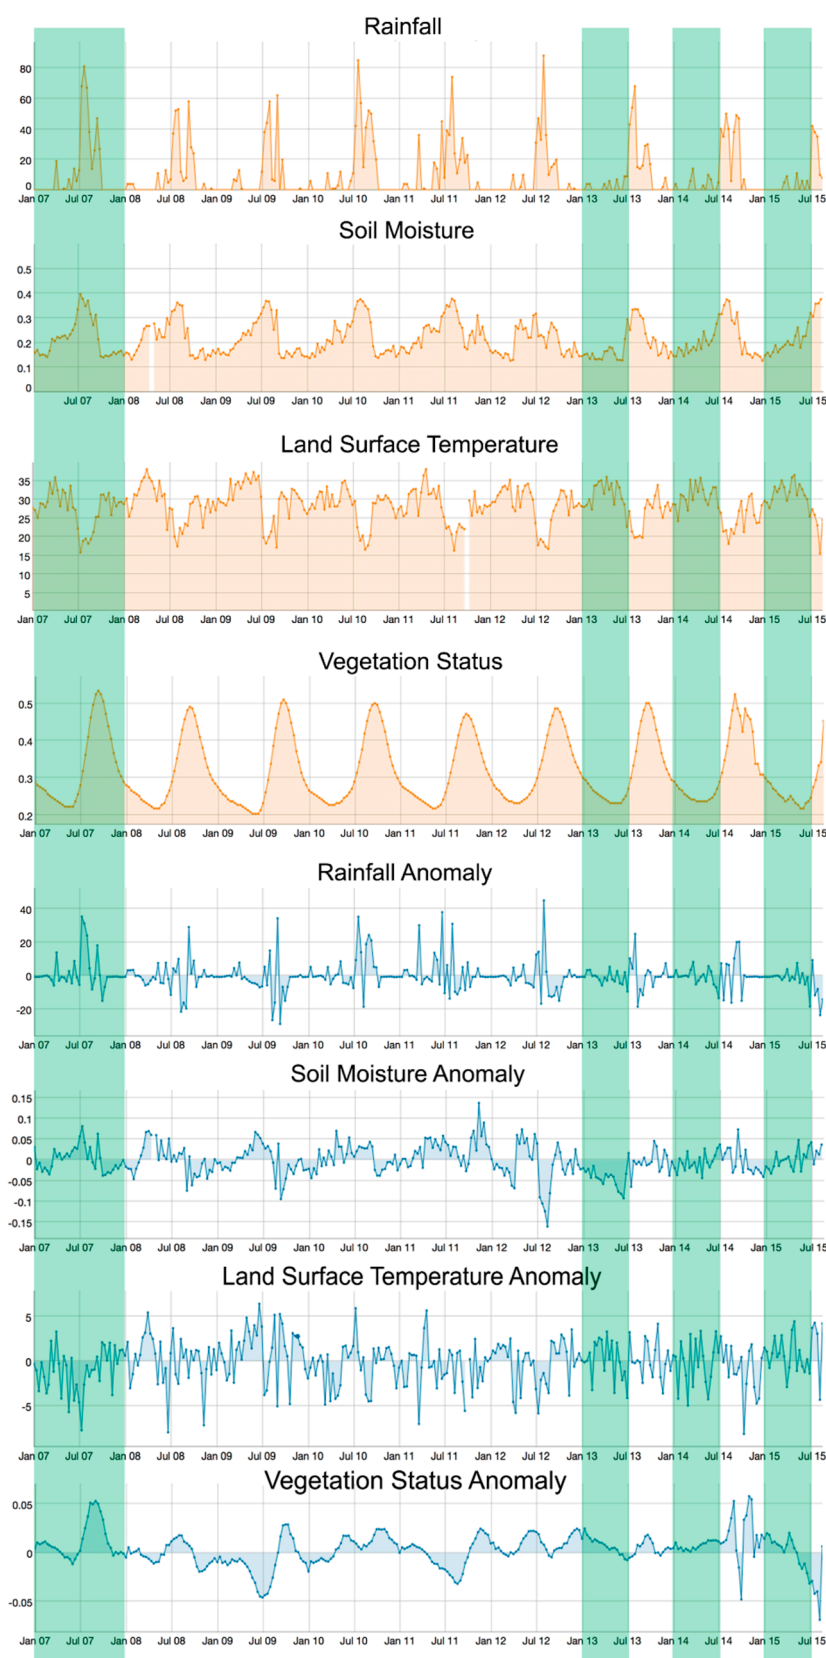 Rainfall
80
60
40
20
0
Jan 07 Jul 07 Jan 08 Jul 08 Jan 09 Jul 09 Jan 10 Jul 10 Jan 11 Jul 11 Jan 12 Jul 12 Jan 13 Jul 13 Jan 14 Jul 14 Jan 15 Jul 15
Soil Moisture
0.5
0.4
0.3
0.2
0.1
0
Jul 07 Jan 08 Jul 08 Jan 09 Jul 09 Jan 10 Jul 10 Jan 11 Jul 11 Jan 12 Jul 12 Jan 13 Jul 13 Jan 14 Jul 14 Jan 15 Jul 15
Land Surface Temperature
35
30
25
20
15
10
5
Jan 07 Jul 07 Jan 08 Jul 08 Jan 09 Jul 09 Jan 10 Jul 10 Jan 11 Jul 11 Jan 12 Jul 12 Jan 13 Jul 13 Jan 14 Jul 14 Jan 15 Jul 15
Vegetation Status
0.5
0.4
0.3
0.2
Jan 07 Jul 07 Jan 08 Jul 08 Jan 09 Jul 09 Jan 10 Jul 10 Jan 11 Jul 11 Jan 12 Jul 12 Jan 13 Jul 13 Jan 14 Jul 14 Jan 15 Jul 15
Rainfall Anomaly
40
20
0
-20
Jan 07 Jul 07 Jan 08 Jul 08 Jan 09 Jul 09 Jan 10 Jul 10 Jan 11 Jul 11 Jan 12 Jul 12 Jan 13 Jul 13 Jan 14 Jul 14 Jan 15 Jul 15
Soil Moisture Anomaly
0.15
0.1
0.05
0
-0.05
-0.1
-0.15
Jan 07 Jul 07 Jan 08 Jul 08 Jan 09 Jul 09 Jan 10 Jul 10 Jan 11 Jul 11 Jan 12 Jul 12 Jan 13 Jul 13 Jan 14 Jul 14 Jan 15 Jul 15
Land Surface Temperature Anomaly
5
0
-5
Jan 07 Jul 07 Jan 08 Jul 08 Jan 09 Jul 09 Jan 10 Jul 10 Jan 11 Jul 11 Jan 12 Jul 12 Jan 13 Jul 13 Jan 14 Jul 14 Jan 15 Jul 15
Vegetation Status Anomaly
0.05
0
-0.05
Jan 07 Jul 07 Jan 08 Jul 08 Jan 09 Jul 09 Jan 10 Jul 10 Jan 11 Jul 11 Jan 12 Jul 12 Jan 13 Jul 13 Jan 14 Jul 14 Jan 15 Jul 15